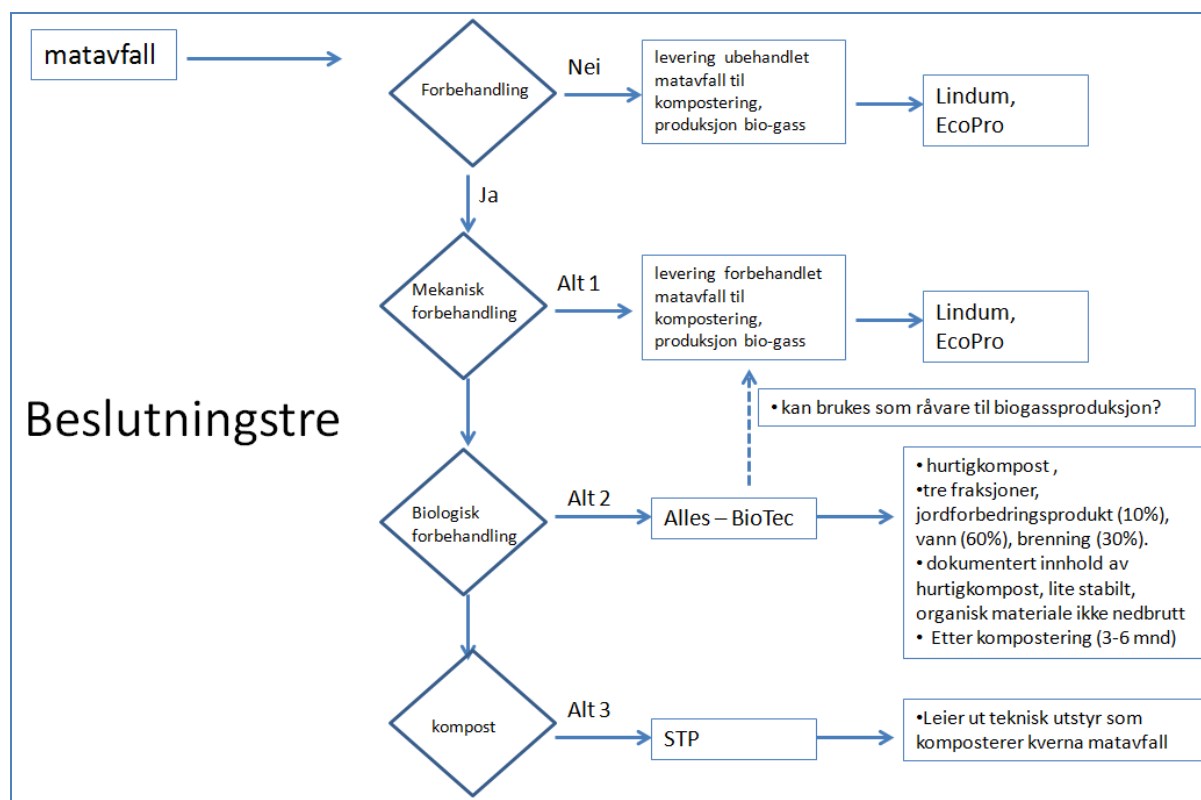 matavfall
Forbehandling
Nei
levering ubehandlet
matavfall til
kompostering,
produksjon bio-gass
Lindum,
EcoPro
Ja
Mekanisk
forbehandling
Alt 1
levering forbehandlet
matavfall til
kompostering,
produksjon bio-gass
Lindum,
EcoPro
Beslutningstre
• kan brukes som råvare til biogassproduksjon?
Biologisk
forbehandling
Alt 2
Alles – BioTec
• hurtigkompost ,
•tre fraksjoner,
jordforbedringsprodukt (10%),
vann (60%), brenning (30%).
• dokumentert innhold av
hurtigkompost, lite stabilt,
organisk materiale ikke nedbrutt
• Etter kompostering (3-6 mnd)
kompost
Alt 3
STP
•Leier ut teknisk utstyr som
komposterer kverna matavfall